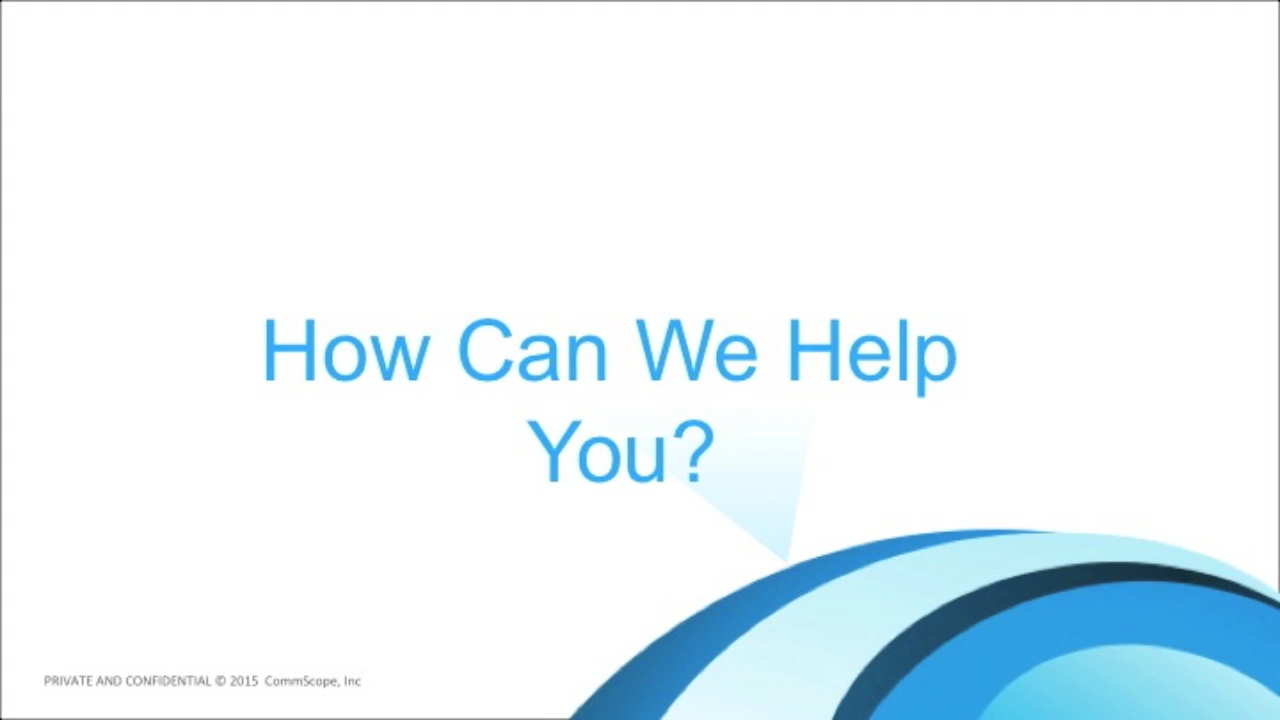 How Can We Help
You?
PRIVATE AND CONFIDENTIAL © 2015 CommScope, Inc